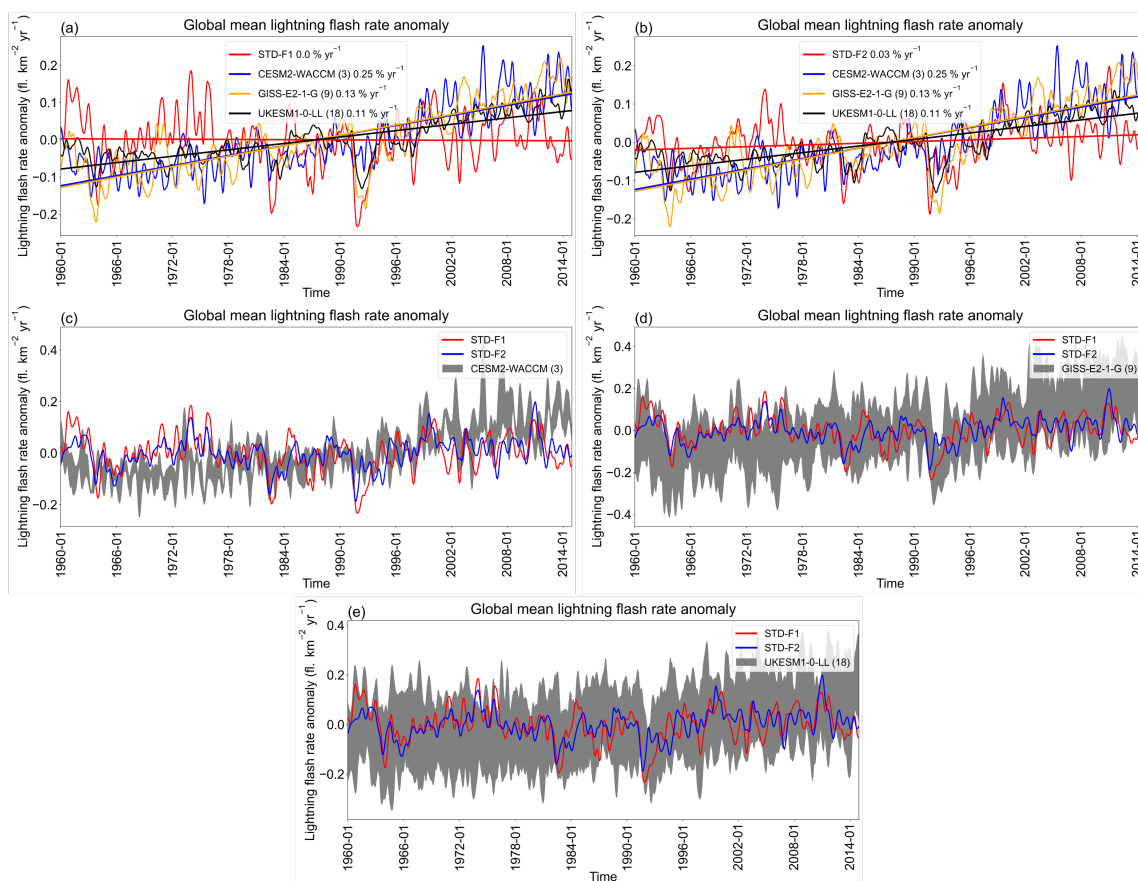 (a) Global mean lightning flash rate anomaly
Lightning flash rate anomaly (fl. km⁻² yr⁻¹)
0.2
0.1
0.0
−0.1
−0.2
STD-F1 0.0 % yr⁻¹
CESM2-WACCM (3) 0.25 % yr⁻¹
GISS-E2-1-G (9) 0.13 % yr⁻¹
UKESM1-0-LL (18) 0.11 % yr⁻¹
1960-01 1966-01 1972-01 1978-01 1984-01 1990-01 1996-01 2002-01 2008-01 2014-01
Time
(b) Global mean lightning flash rate anomaly
Lightning flash rate anomaly (fl. km⁻² yr⁻¹)
0.2
0.1
0.0
−0.1
−0.2
STD-F2 0.03 % yr⁻¹
CESM2-WACCM (3) 0.25 % yr⁻¹
GISS-E2-1-G (9) 0.13 % yr⁻¹
UKESM1-0-LL (18) 0.11 % yr⁻¹
1960-01 1966-01 1972-01 1978-01 1984-01 1990-01 1996-01 2002-01 2008-01 2014-01
Time
(c) Global mean lightning flash rate anomaly
Lightning flash rate anomaly (fl. km⁻² yr⁻¹)
0.4
0.2
0.0
−0.2
STD-F1
STD-F2
CESM2-WACCM (3)
1960-01 1966-01 1972-01 1978-01 1984-01 1990-01 1996-01 2002-01 2008-01 2014-01
Time
(d) Global mean lightning flash rate anomaly
Lightning flash rate anomaly (fl. km⁻² yr⁻¹)
0.4
0.2
0.0
−0.2
−0.4
STD-F1
STD-F2
GISS-E2-1-G (9)
1960-01 1966-01 1972-01 1978-01 1984-01 1990-01 1996-01 2002-01 2008-01 2014-01
Time
(e) Global mean lightning flash rate anomaly
Lightning flash rate anomaly (fl. km⁻² yr⁻¹)
0.4
0.2
0.0
−0.2
STD-F1
STD-F2
UKESM1-0-LL (18)
1960-01 1966-01 1972-01 1978-01 1984-01 1990-01 1996-01 2002-01 2008-01 2014-01
Time